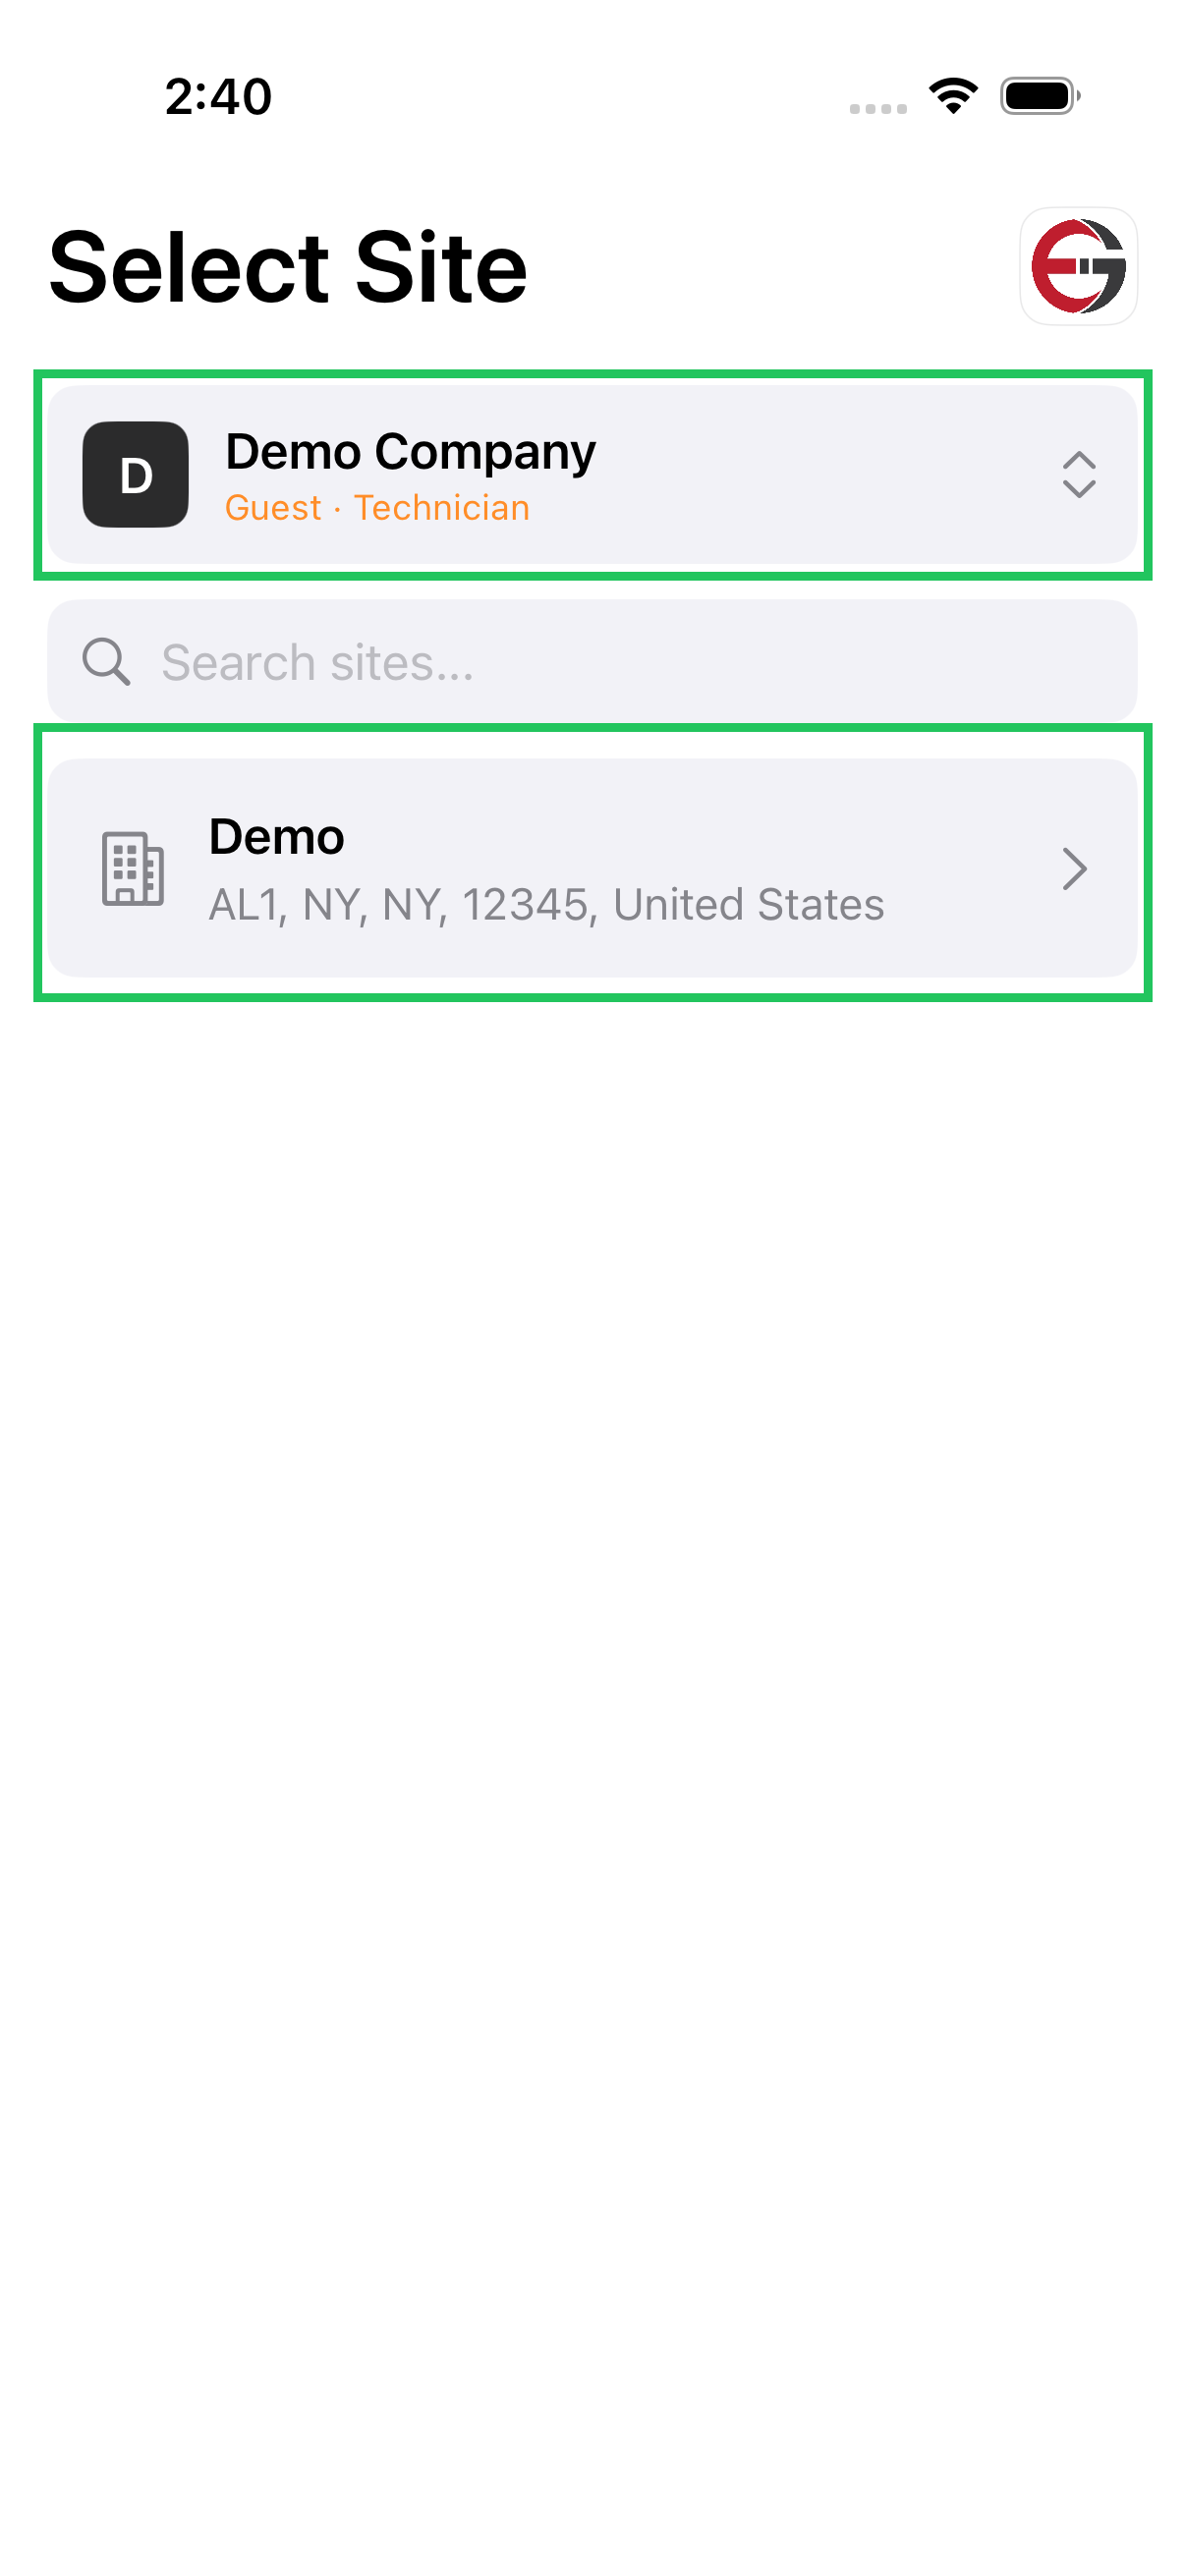 2:40
Select Site
D
Demo Company
Guest · Technician
Search sites...
Demo
AL1, NY, NY, 12345, United States